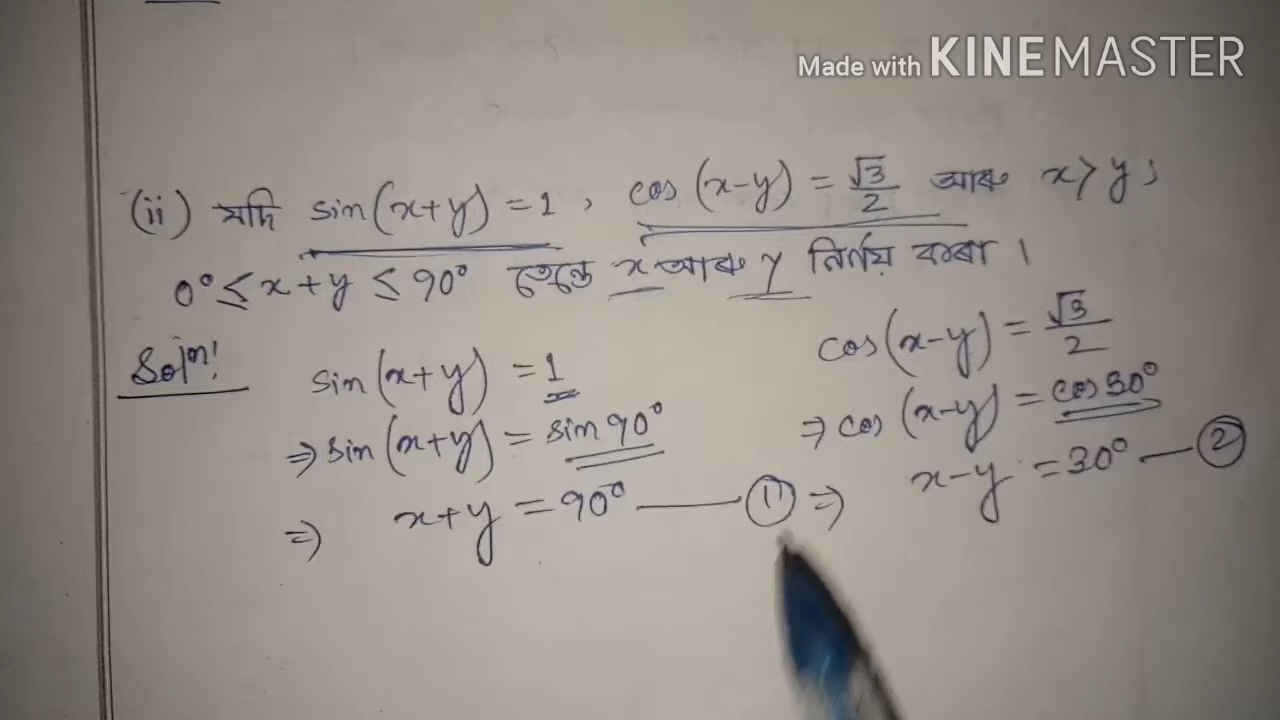 Made with KINEMASTER
(ii) যদি sin(x+y) = 1, cos(x-y) = √3/2 আৰু x > y;
0° ≤ x + y ≤ 90° তেন্তে x আৰু y নিৰ্ণয় কৰা।
Solⁿ! sin(x+y) = 1
⇒ sin(x+y) = sin 90°
⇒ x+y = 90° —— ①
cos(x-y) = √3/2
⇒ cos(x-y) = cos 30°
⇒ x-y = 30° — ②